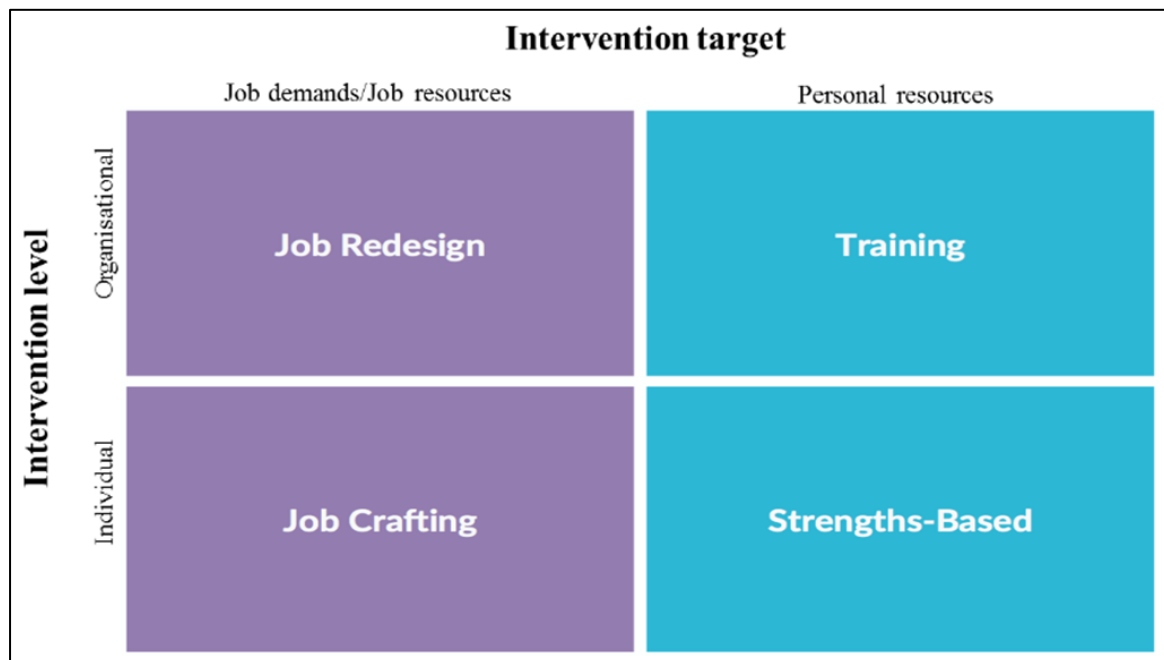 Intervention target
Job demands/Job resources
Personal resources
Intervention level
Organisational
Job Redesign
Training
Individual
Job Crafting
Strengths-Based